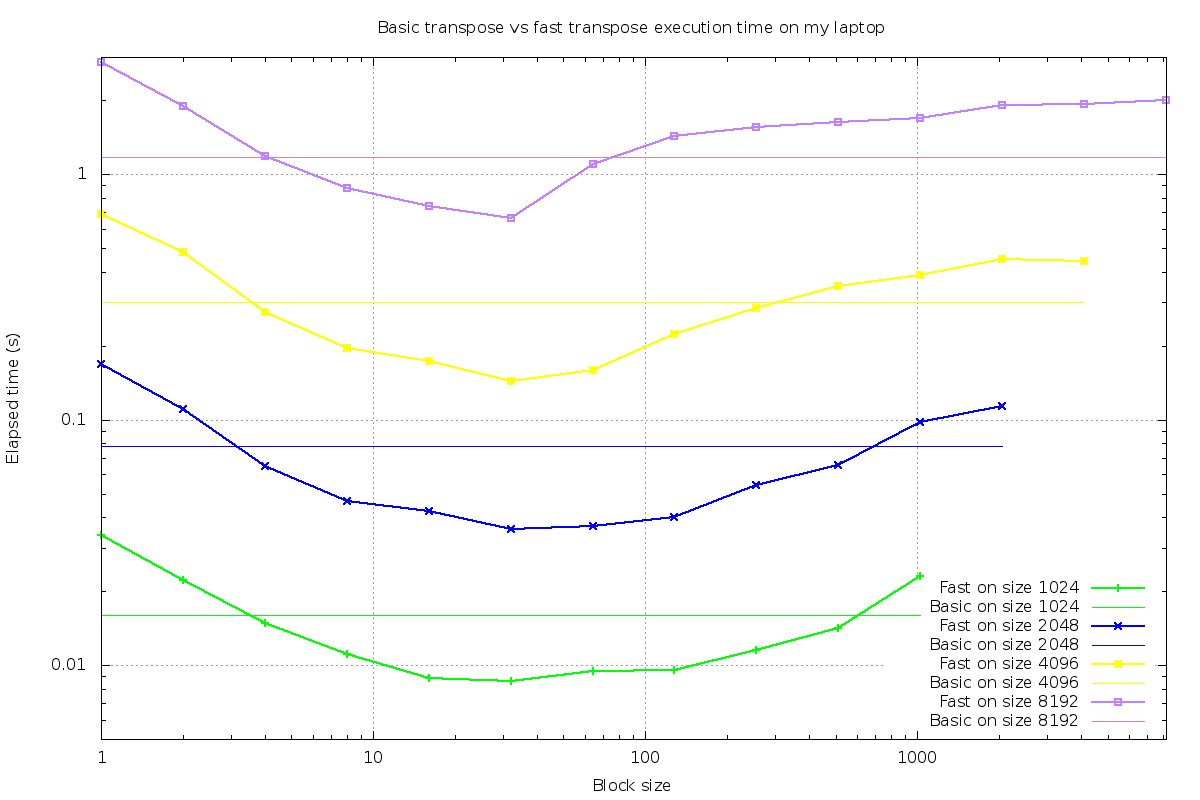 Basic transpose vs fast transpose execution time on my laptop
Elapsed time (s)
1
0.1
0.01
Fast on size 1024
Basic on size 1024
Fast on size 2048
Basic on size 2048
Fast on size 4096
Basic on size 4096
Fast on size 8192
Basic on size 8192
1 10 100 1000
Block size